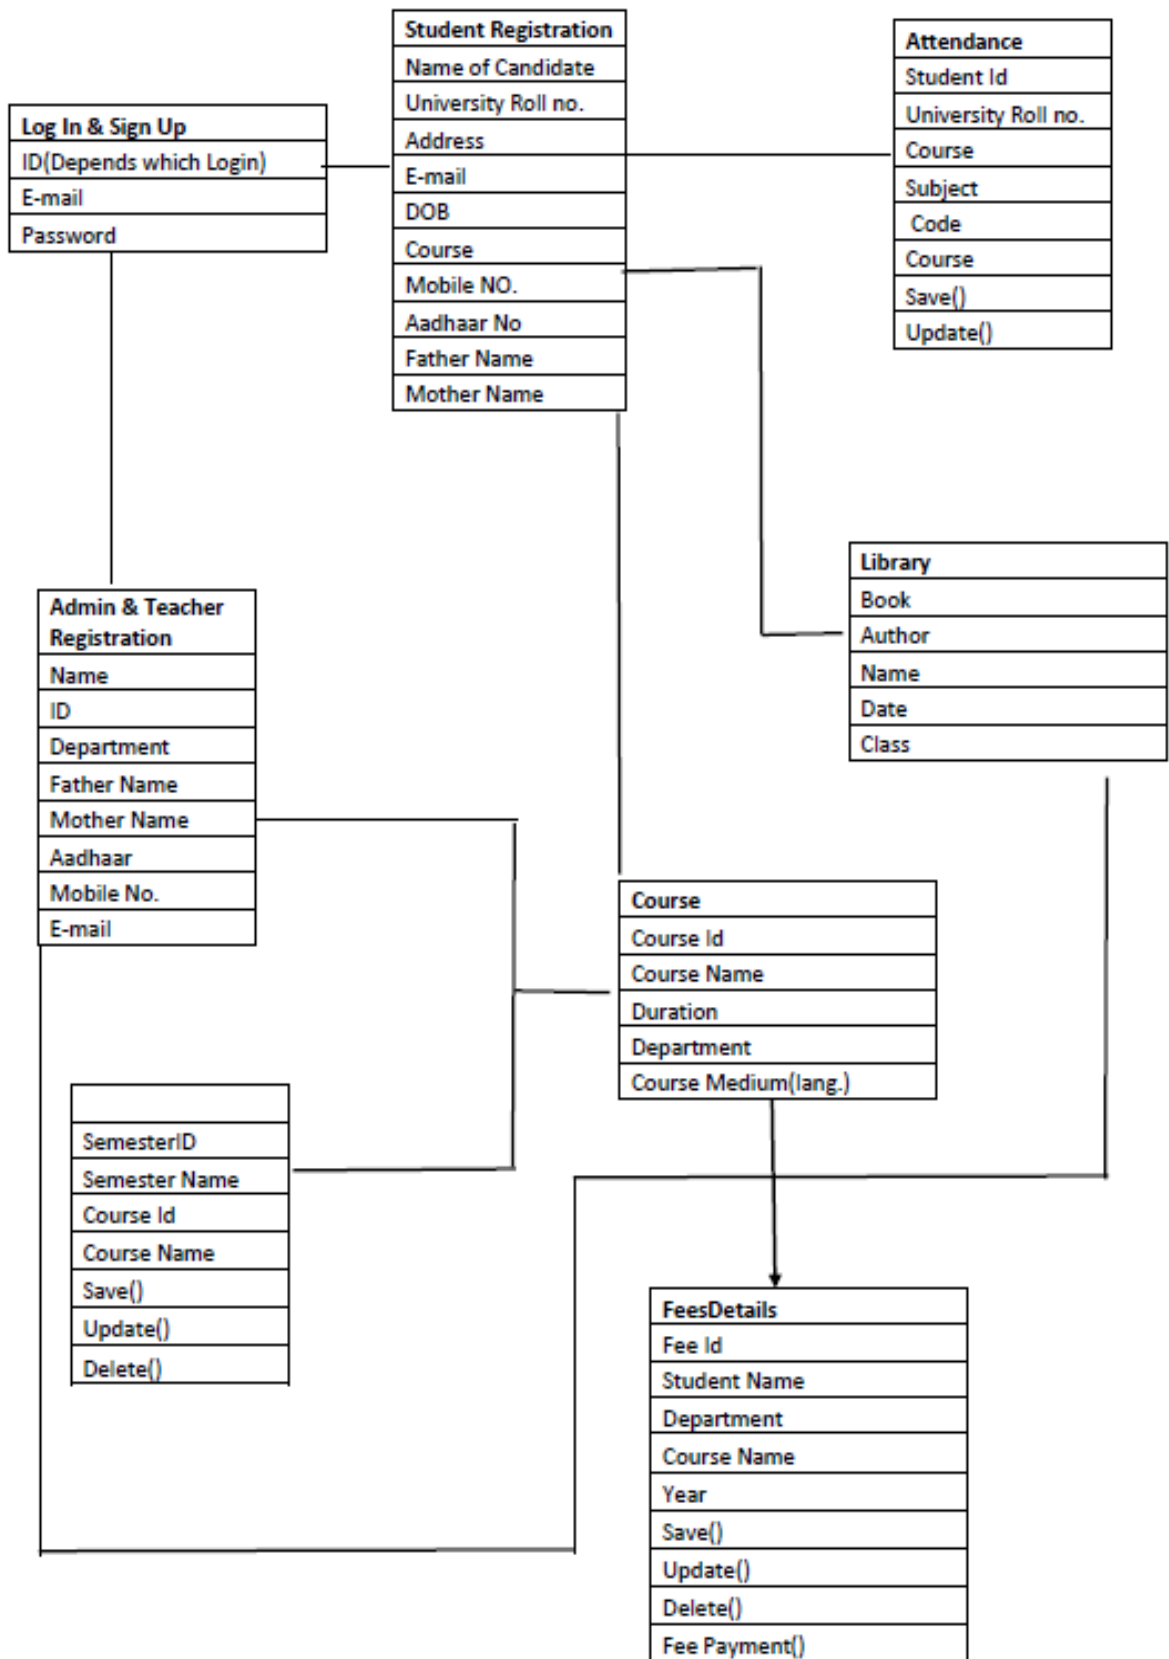 Log In & Sign Up
ID(Depends which Login)
E-mail
Password
Student Registration
Name of Candidate
University Roll no.
Address
E-mail
DOB
Course
Mobile NO.
Aadhaar No
Father Name
Mother Name
Attendance
Student Id
University Roll no.
Course
Subject
Code
Course
Save()
Update()
Library
Book
Author
Name
Date
Class
Admin & Teacher
Registration
Name
ID
Department
Father Name
Mother Name
Aadhaar
Mobile No.
E-mail
Course
Course Id
Course Name
Duration
Department
Course Medium(lang.)
SemesterID
Semester Name
Course Id
Course Name
Save()
Update()
Delete()
FeesDetails
Fee Id
Student Name
Department
Course Name
Year
Save()
Update()
Delete()
Fee Payment()